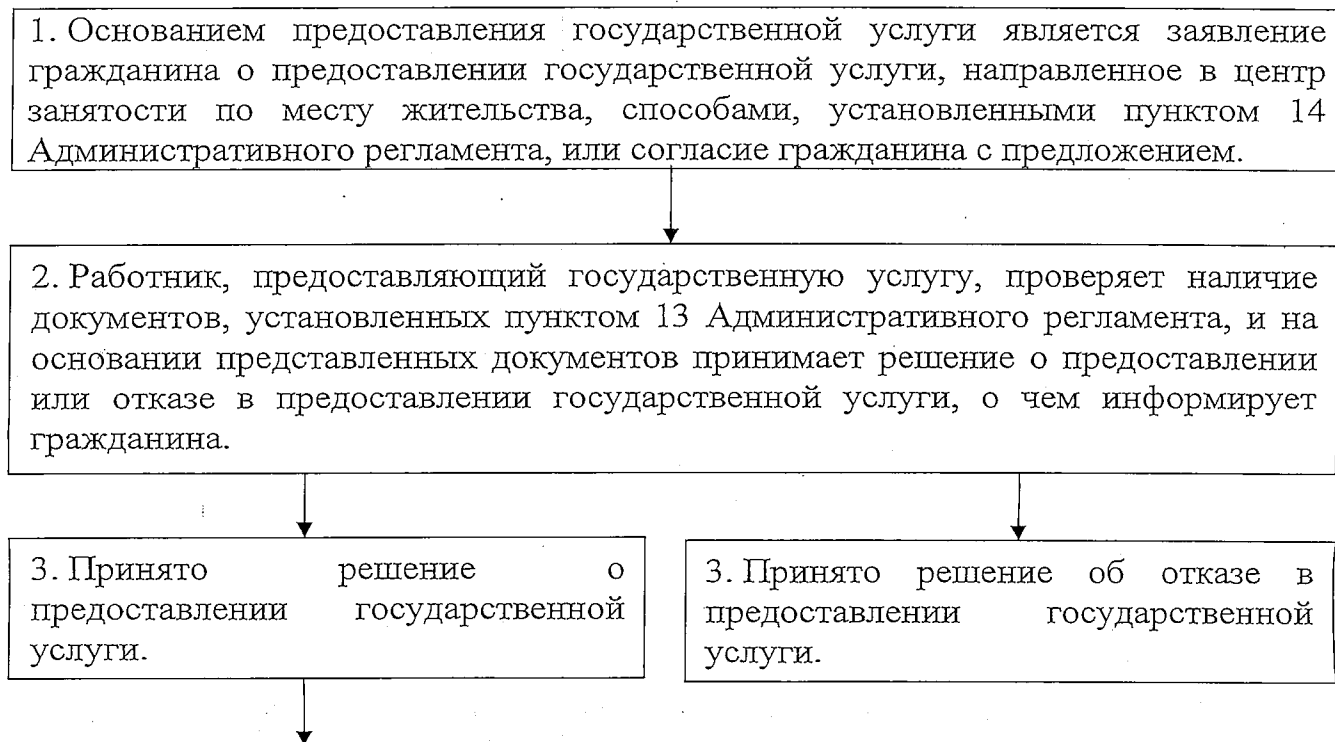 1. Основанием предоставления государственной услуги является заявление
гражданина о предоставлении государственной услуги, направленное в центр
занятости по месту жительства, способами, установленными пунктом 14
Административного регламента, или согласие гражданина с предложением.
2. Работник, предоставляющий государственную услугу, проверяет наличие
документов, установленных пунктом 13 Административного регламента, и на
основании представленных документов принимает решение о предоставлении
или отказе в предоставлении государственной услуги, о чем информирует
гражданина.
3. Принято решение о
предоставлении государственной
услуги.
3. Принято решение об отказе в
предоставлении государственной
услуги.